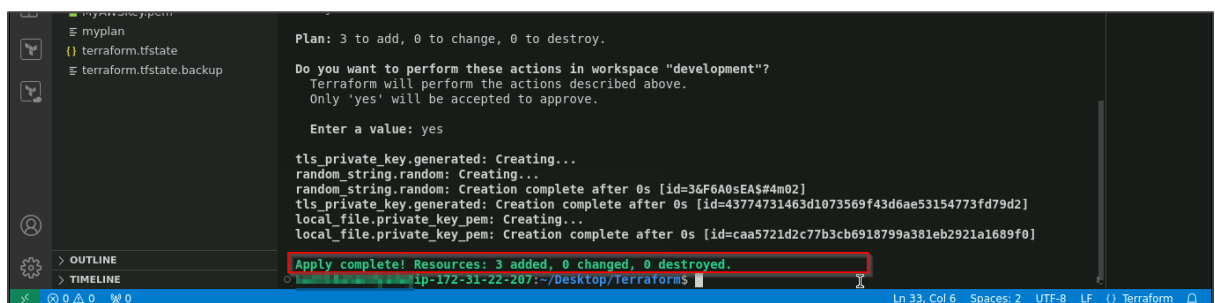 MyAWSKey.pem
myplan
{} terraform.tfstate
terraform.tfstate.backup
Plan: 3 to add, 0 to change, 0 to destroy.
Do you want to perform these actions in workspace "development"?
Terraform will perform the actions described above.
Only 'yes' will be accepted to approve.
Enter a value: yes
tls_private_key.generated: Creating...
random_string.random: Creating...
random_string.random: Creation complete after 0s [id=3&F6A0sEA$#4m02]
tls_private_key.generated: Creation complete after 0s [id=43774731463d1073569f43d6ae53154773fd79d2]
local_file.private_key_pem: Creating...
local_file.private_key_pem: Creation complete after 0s [id=caa5721d2c77b3cb6918799a381eb2921a1689f0]
> OUTLINE
Apply complete! Resources: 3 added, 0 changed, 0 destroyed.
> TIMELINE
ip-172-31-22-207:~/Desktop/Terraform$
0 0 0 Ln 33, Col 6 Spaces: 2 UTF-8 LF {} Terraform